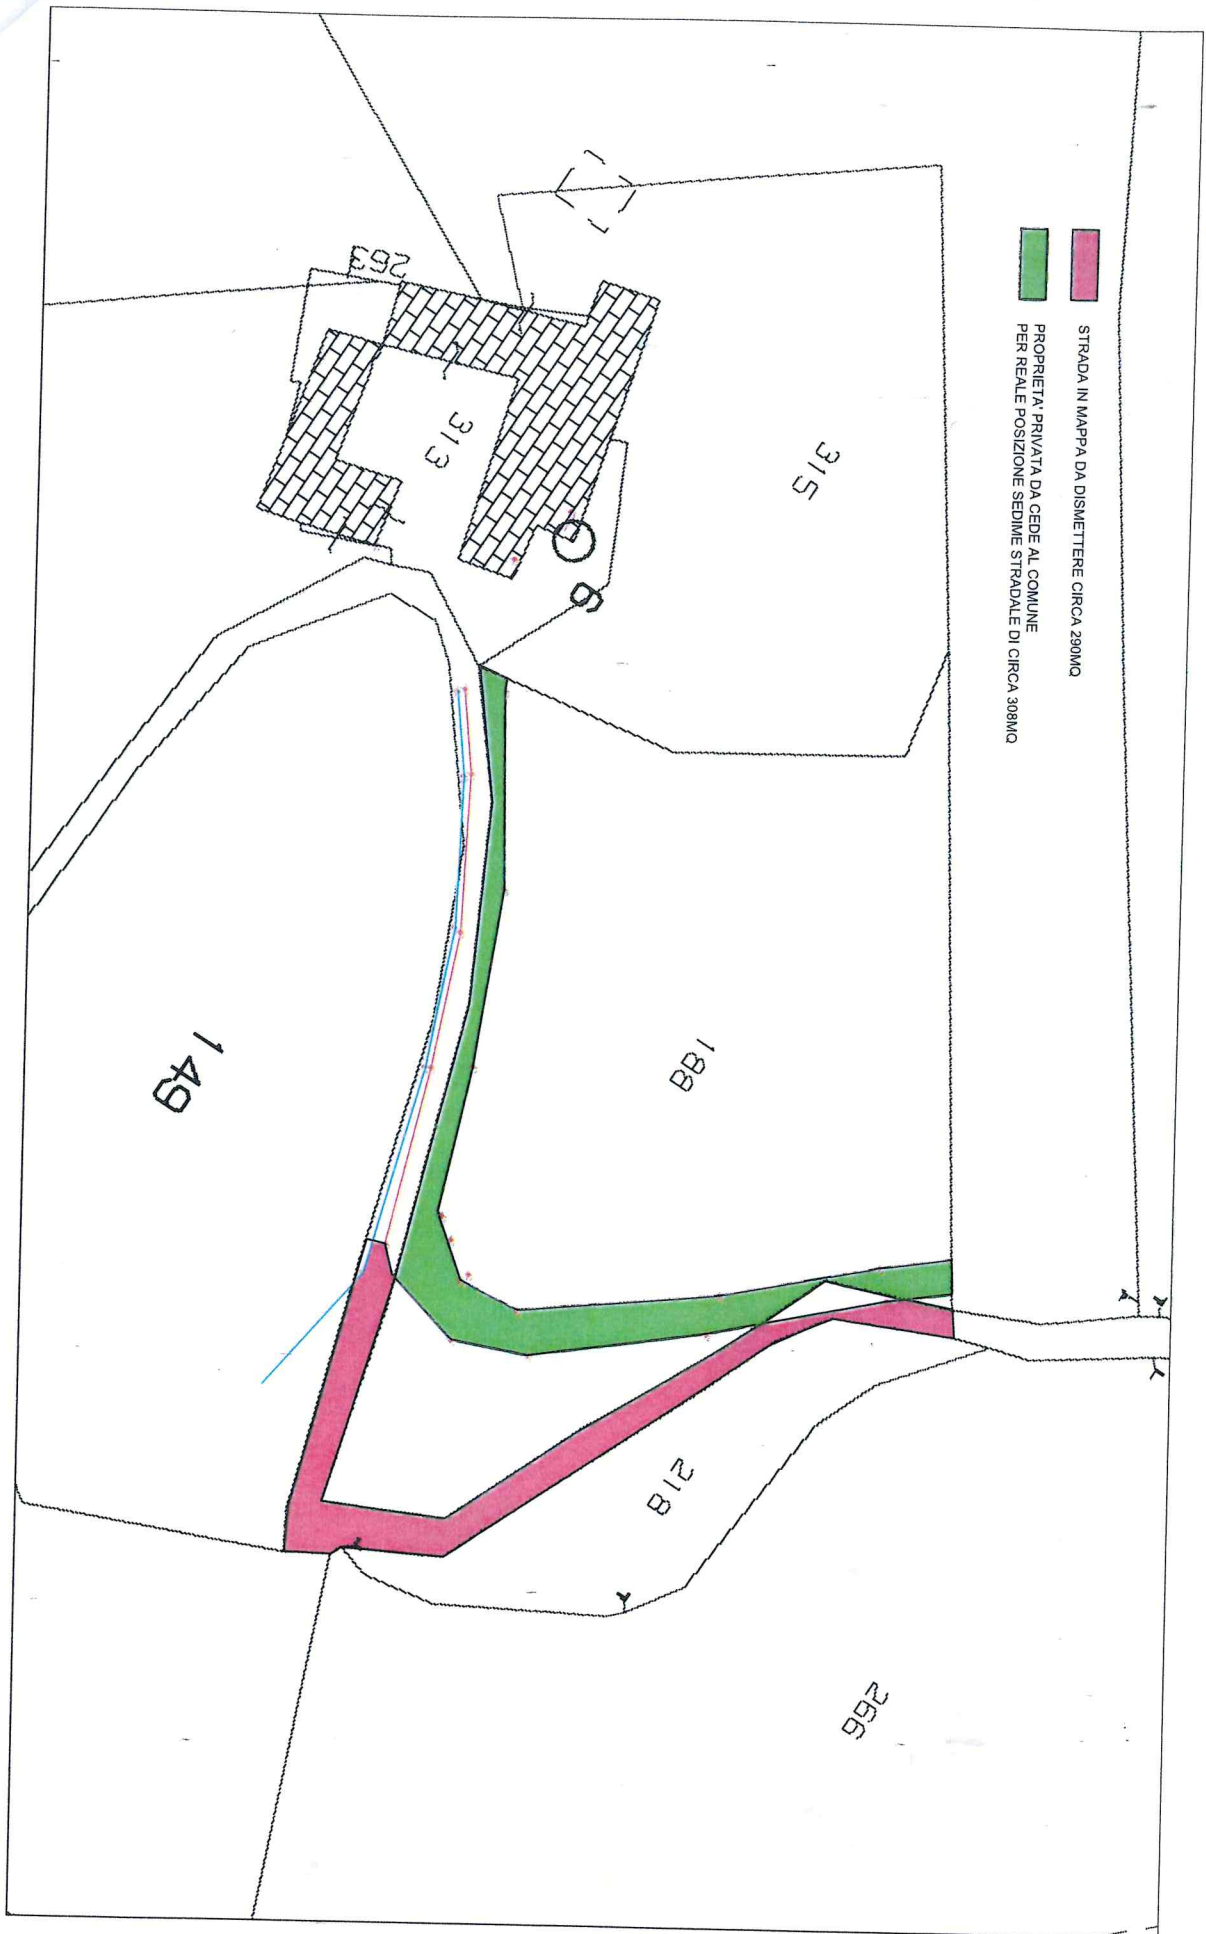 STRADA IN MAPPA DA DISMETTERE CIRCA 290MQ
PROPRIETA' PRIVATA DA CEDE AL COMUNE
PER REALE POSIZIONE SEDIME STRADALE DI CIRCA 308MQ
315
263
313
6
188
149
218
266